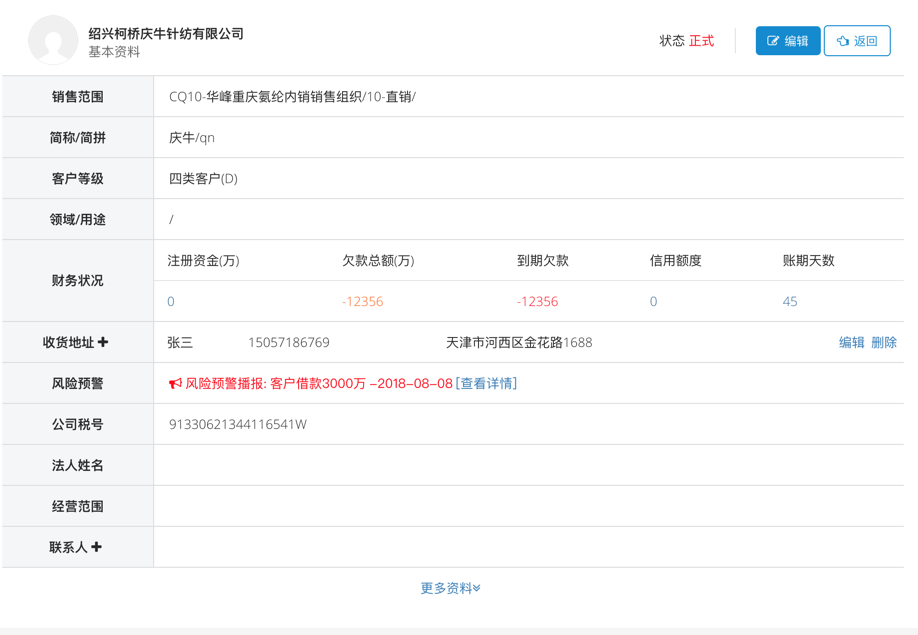 绍兴柯桥庆牛针纺有限公司
基本资料
状态 正式
编辑
返回
销售范围 CQ10-华峰重庆氨纶内销销售组织/10-直销/
简称/简拼 庆牛/qn
客户等级 四类客户(D)
领域/用途 /
财务状况
注册资金(万) 欠款总额(万) 到期欠款 信用额度 账期天数
0 -12356 -12356 0 45
收货地址 张三 15057186769 天津市河西区金花路1688 编辑 删除
风险预警 风险预警播报: 客户借款3000万 –2018–08–08 [查看详情]
公司税号 91330621344116541W
法人姓名
经营范围
联系人
更多资料